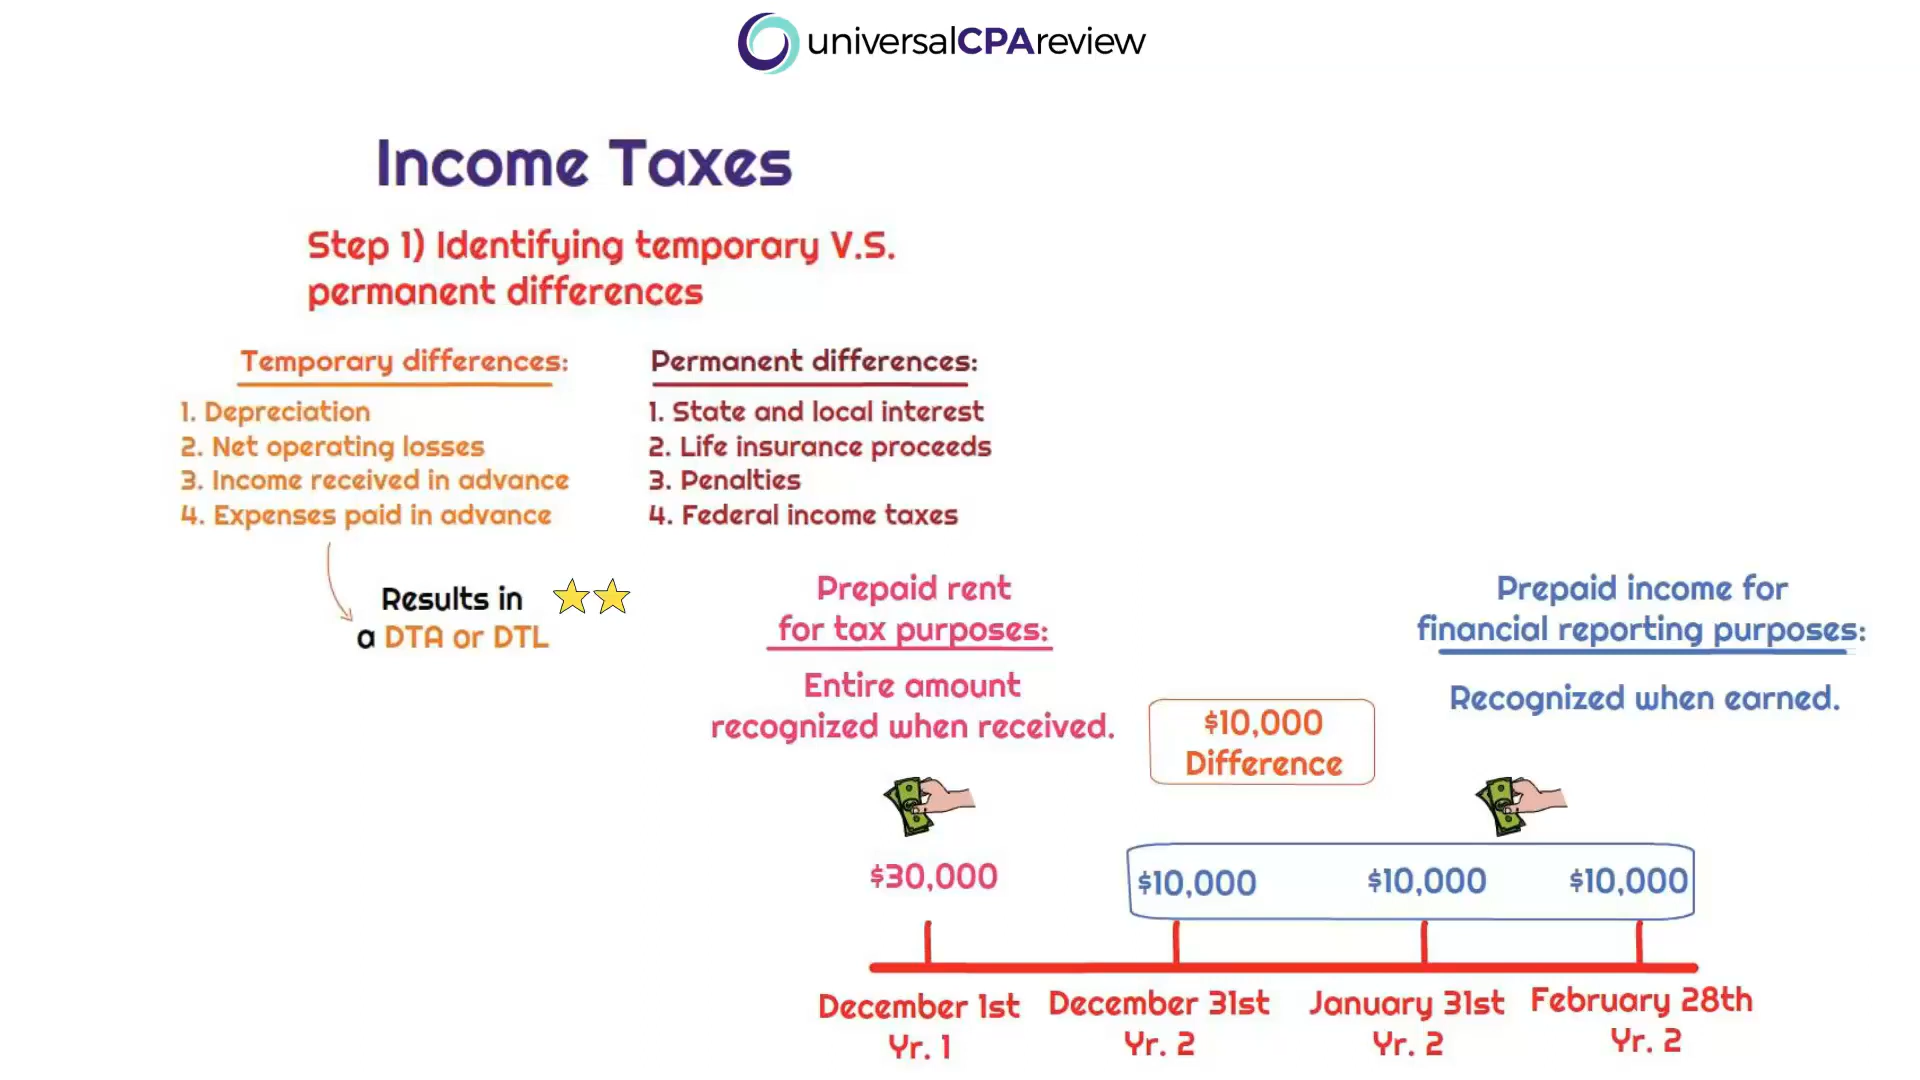 universalCPAreview
Income Taxes
Step 1) Identifying temporary V.S.
permanent differences
Temporary differences:
1. Depreciation
2. Net operating losses
3. Income received in advance
4. Expenses paid in advance
Results in
a DTA or DTL
Permanent differences:
1. State and local interest
2. Life insurance proceeds
3. Penalties
4. Federal income taxes
Prepaid rent
for tax purposes:
Entire amount
recognized when received.
$10,000
Difference
Prepaid income for
financial reporting purposes:
Recognized when earned.
$30,000
$10,000
$10,000
$10,000
December 1st
Yr. 1
December 31st
Yr. 2
January 31st
Yr. 2
February 28th
Yr. 2